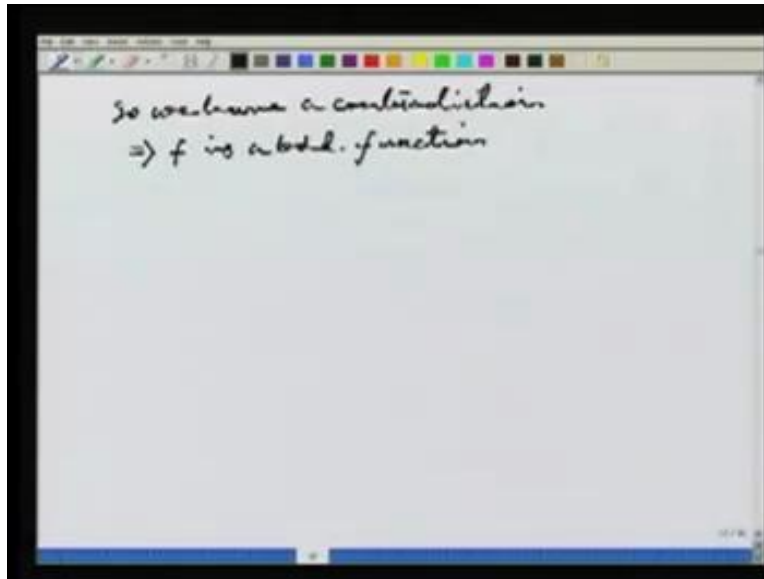 So we have a contradiction
=> f is a bdd. function